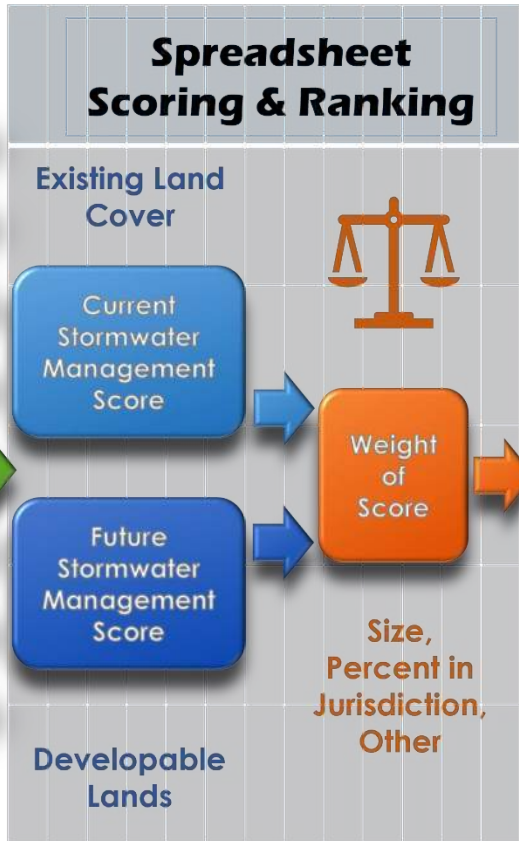 Spreadsheet
Scoring & Ranking
Existing Land
Cover
Current
Stormwater
Management
Score
Weight
of
Score
Future
Stormwater
Management
Score
Size,
Percent in
Jurisdiction,
Other
Developable
Lands